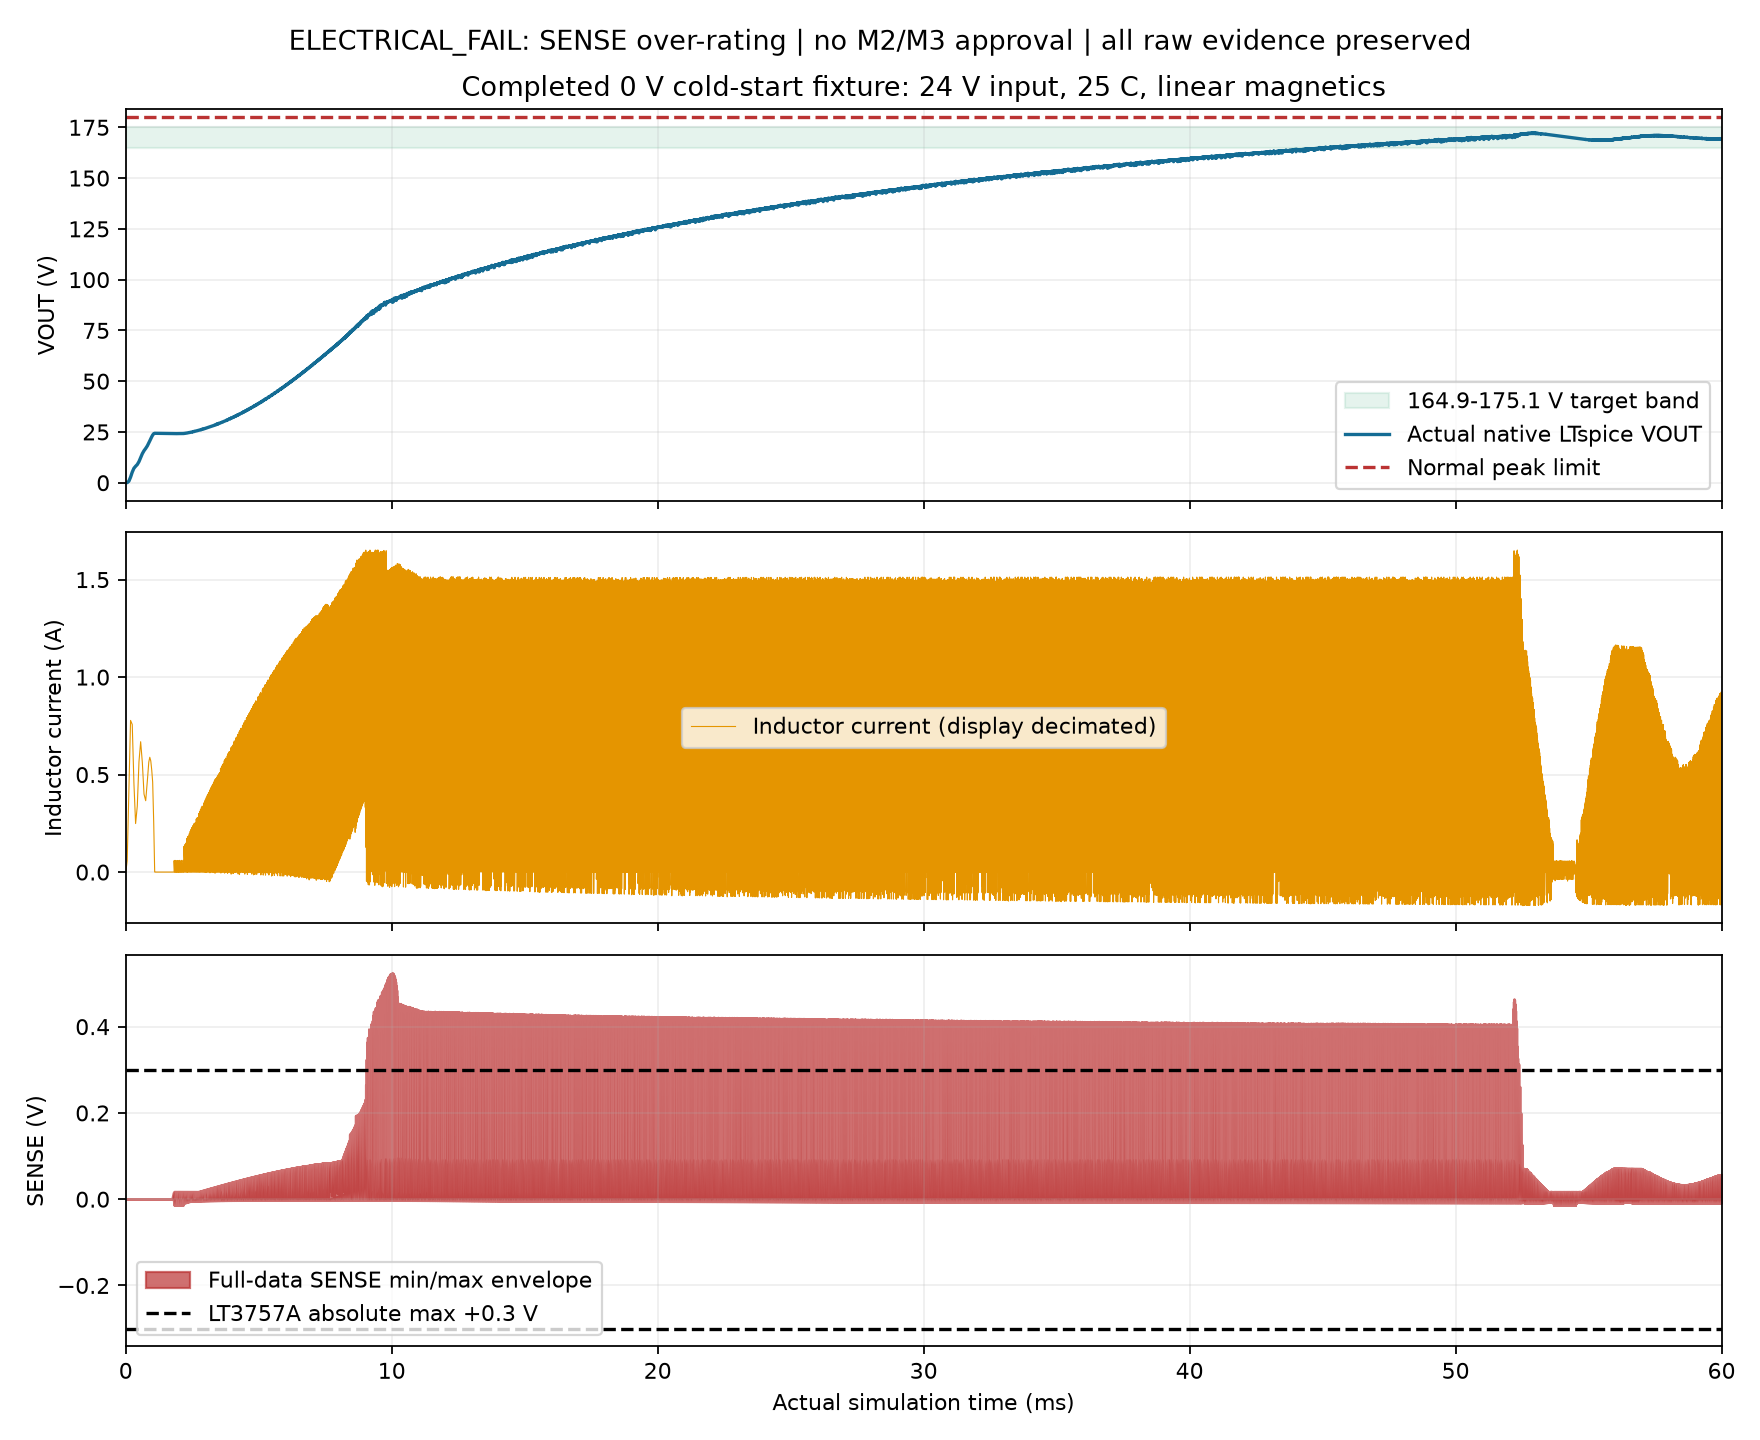 ELECTRICAL_FAIL: SENSE over-rating | no M2/M3 approval | all raw evidence preserved
Completed 0 V cold-start fixture: 24 V input, 25 C, linear magnetics
175
150
125
100
75
50
25
0
VOUT (V)
164.9-175.1 V target band
Actual native LTspice VOUT
Normal peak limit
1.5
1.0
0.5
0.0
Inductor current (A)
Inductor current (display decimated)
0.4
0.2
0.0
−0.2
SENSE (V)
Full-data SENSE min/max envelope
LT3757A absolute max +0.3 V
0
10
20
30
40
50
60
Actual simulation time (ms)